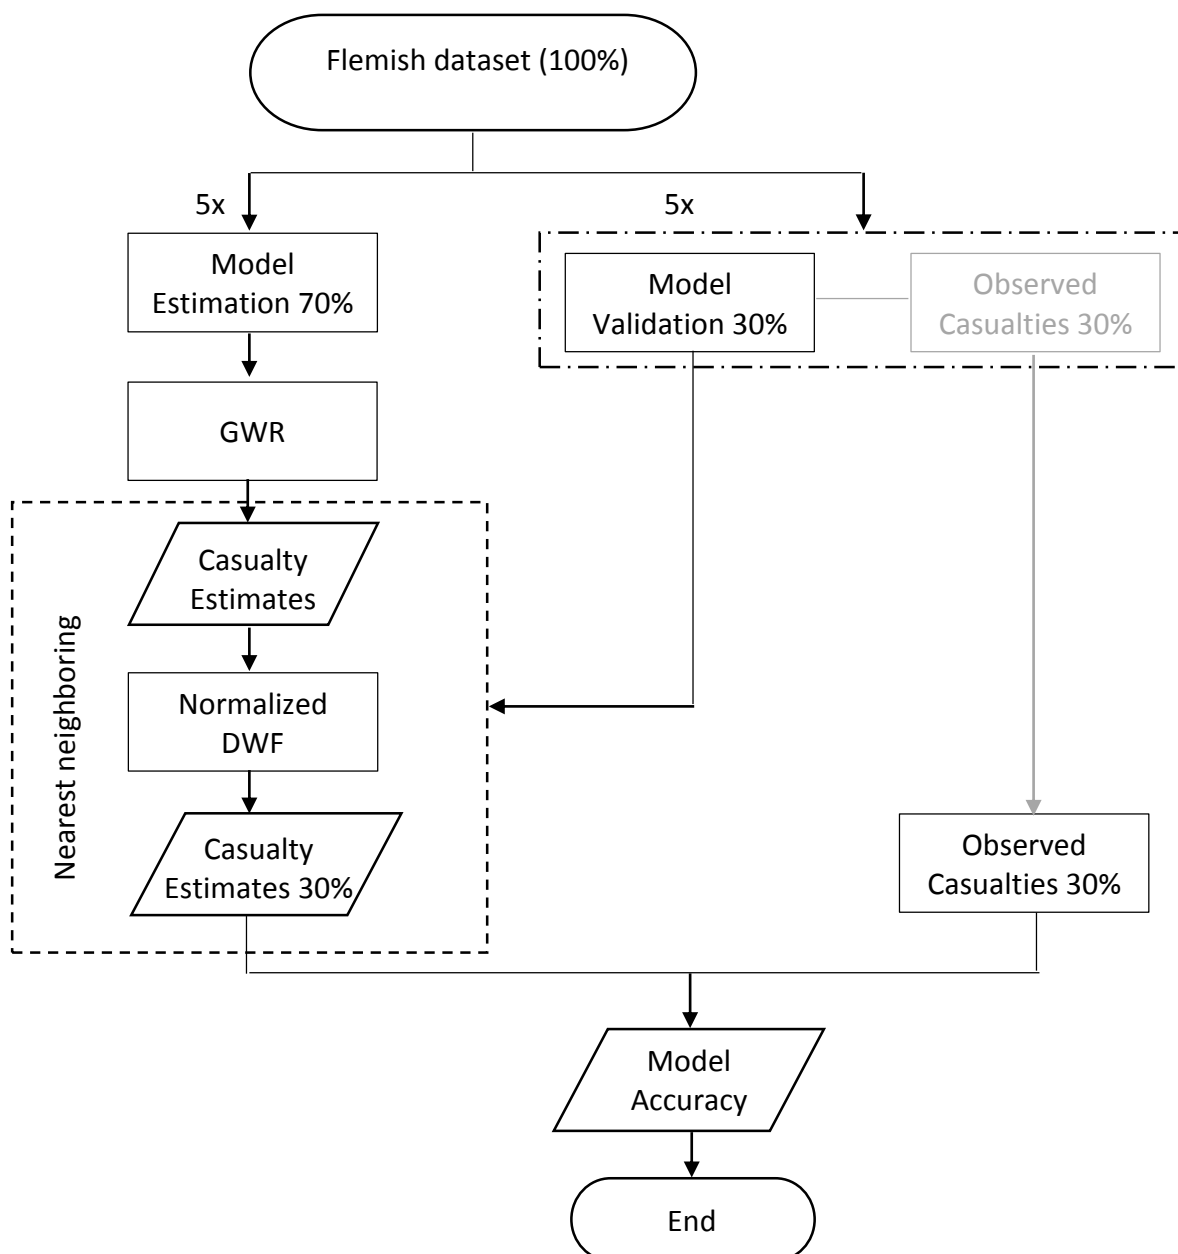 Flemish dataset (100%)
5x
5x
Model
Estimation 70%
Model
Validation 30%
Observed
Casualties 30%
GWR
Casualty
Estimates
Nearest neighboring
Normalized
DWF
Casualty
Estimates 30%
Observed
Casualties 30%
Model
Accuracy
End